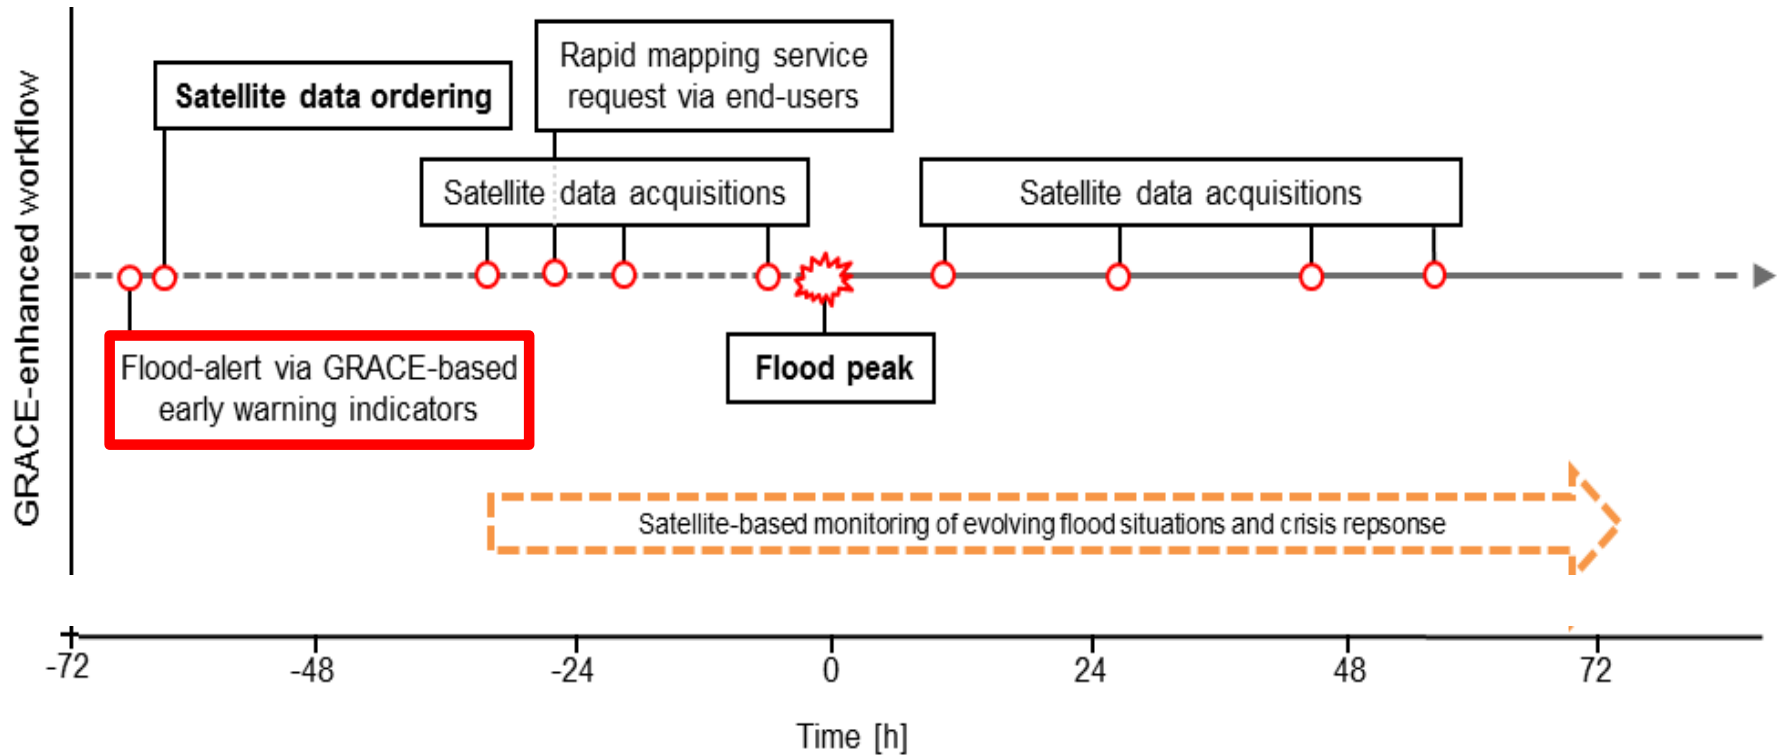 GRACE-enhanced workflow
Satellite data ordering
Rapid mapping service
request via end-users
Satellite data acquisitions
Satellite data acquisitions
Flood-alert via GRACE-based
early warning indicators
Flood peak
Satellite-based monitoring of evolving flood situations and crisis repsonse
-72 -48 -24 0 24 48 72
Time [h]